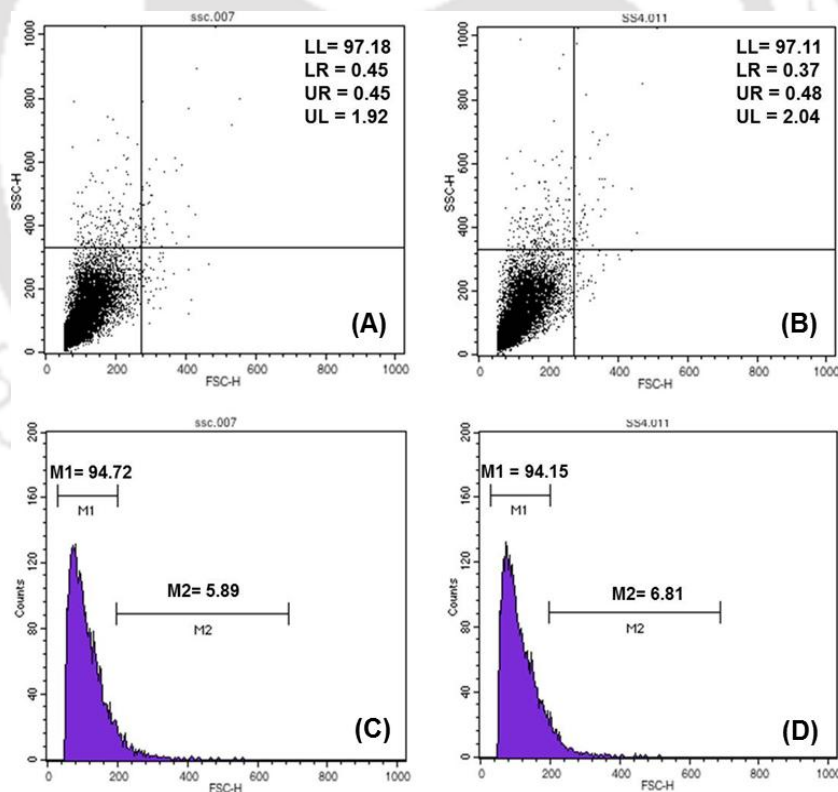 ssc.007
LL= 97.18
LR = 0.45
UR = 0.45
UL = 1.92
1000
800
600
400
200
0
SSC-H
(A)
0 200 400 600 800 1000
FSC-H
SS4.011
LL= 97.11
LR = 0.37
UR = 0.48
UL = 2.04
1000
800
600
400
200
0
SSC-H
(B)
0 200 400 600 800 1000
FSC-H
ssc.007
200
160
120
80
40
0
Counts
M1= 94.72
M1
M2= 5.89
M2
(C)
0 200 400 600 800 1000
FSC-H
SS4.011
200
160
120
80
40
0
Counts
M1 = 94.15
M1
M2= 6.81
M2
(D)
0 200 400 600 800 1000
FSC-H